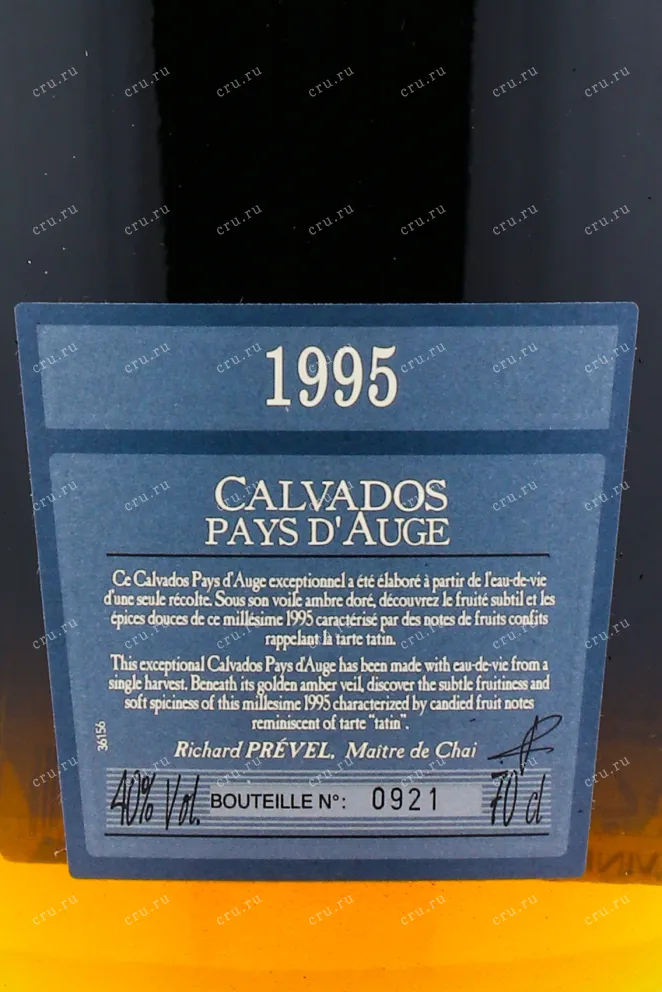 1995
CALVADOS
PAYS D'AUGE
Ce Calvados Pays d'Auge exceptionnel a été élaboré à partir de l'eau-de-vie
d'une seule récolte. Sous son voile ambre doré, découvrez le fruité subtil et les
épices douces de ce millésime 1995 caractérisé par des notes de fruits confits
rappelant la tarte tatin.
This exceptional Calvados Pays d'Auge has been made with eau-de-vie from a
single harvest. Beneath its golden amber veil, discover the subtle fruitiness and
soft spiciness of this millesime 1995 characterized by candied fruit notes
reminiscent of tarte "tatin".
36156
Richard PRÉVEL, Maître de Chai
40% Vol. BOUTEILLE N°: 0921 70 cl
cru.ru